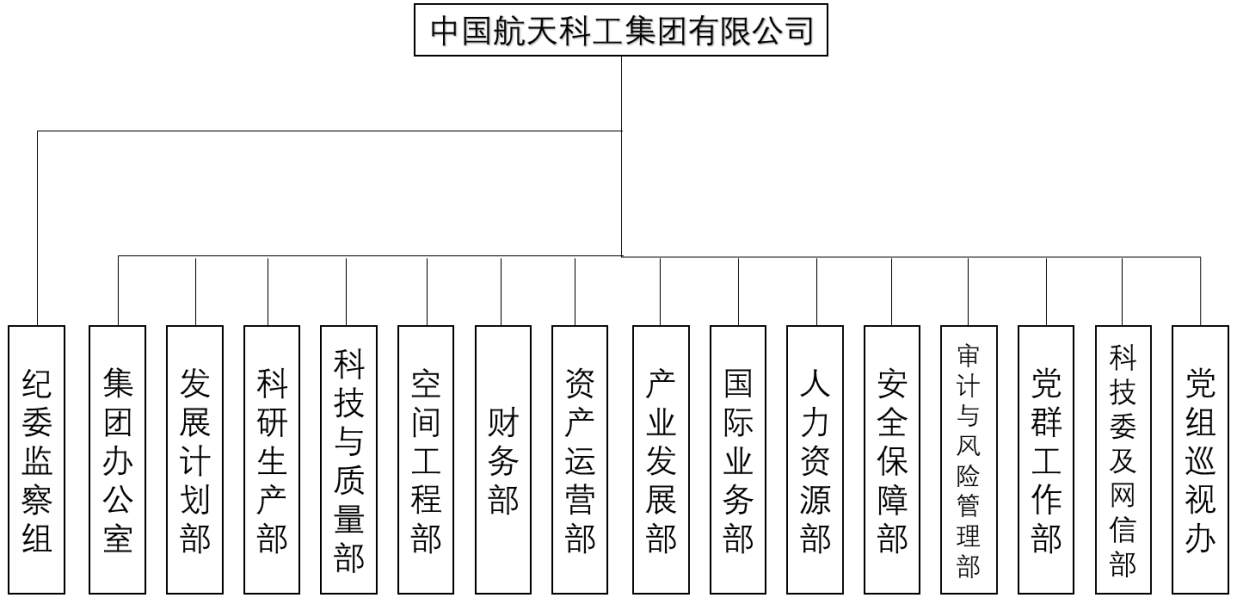 中国航天科工集团有限公司
纪委监察组
集团办公室
发展计划部
科研生产部
科技与质量部
空间工程部
财务部
资产运营部
产业发展部
国际业务部
人力资源部
安全保障部
审计与风险管理部
党群工作部
科技委及网信部
党组巡视办